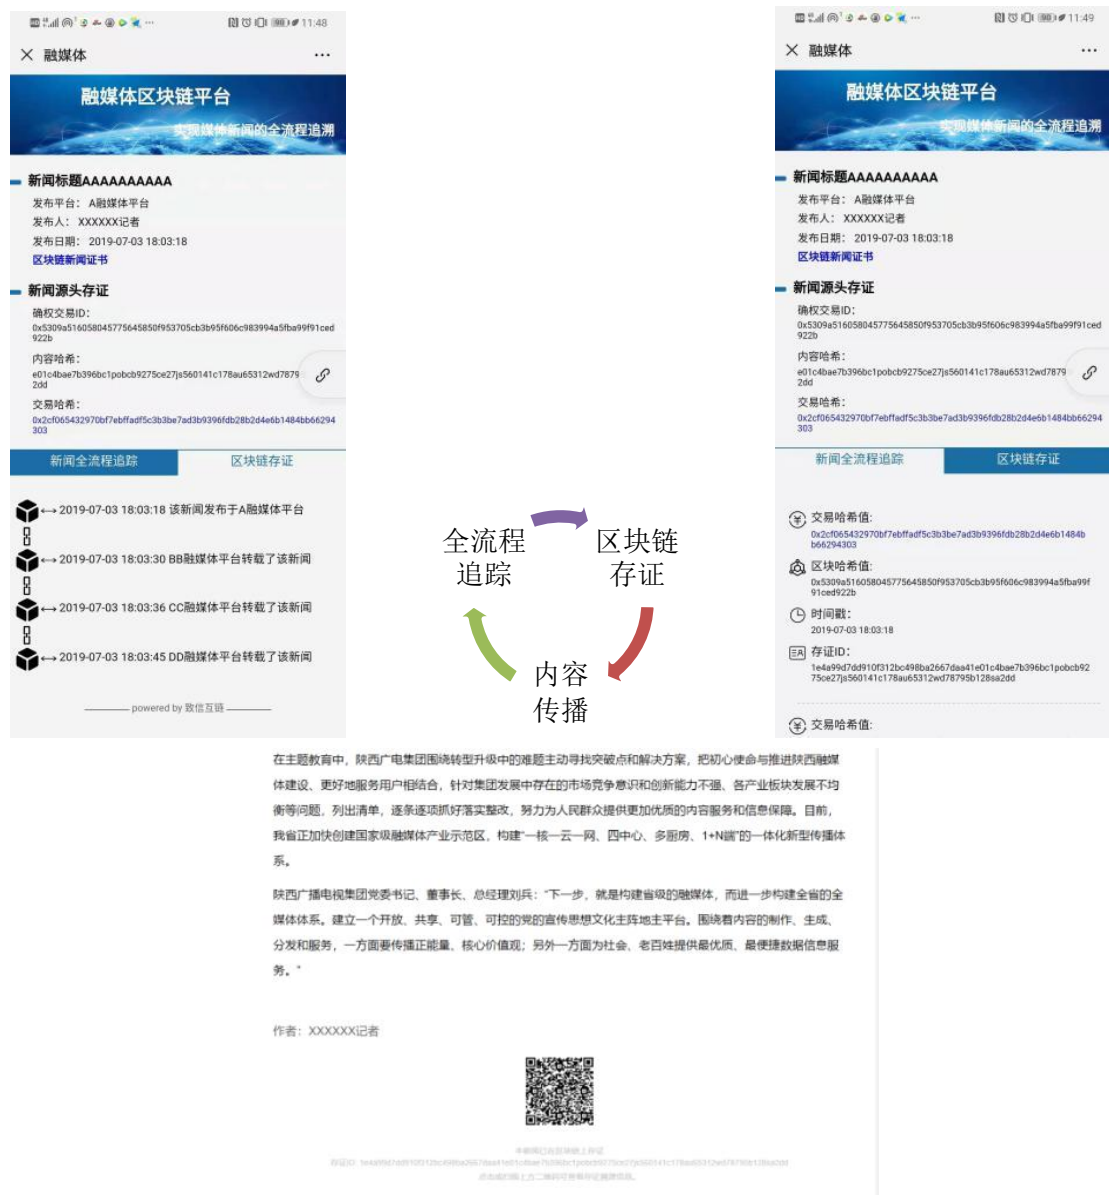 11:48
融媒体
融媒体区块链平台
实现媒体新闻的全流程追溯
新闻标题AAAAAAAAAA
发布平台： A融媒体平台
发布人： XXXXXX记者
发布日期： 2019-07-03 18:03:18
区块链新闻证书
新闻源头存证
确权交易ID:
0x5309a516058045775645850f953705cb3b95f606c983994a5fba99f91ced
922b
内容哈希:
e01c4bae7b396bc1pobcb9275ce27js560141c178au65312wd7879
2dd
交易哈希:
0x2cf065432970bf7ebffadf5c3b3be7ad3b9396fdb28b2d4e6b1484bb66294
303
新闻全流程追踪 区块链存证
2019-07-03 18:03:18 该新闻发布于A融媒体平台
2019-07-03 18:03:30 BB融媒体平台转载了该新闻
2019-07-03 18:03:36 CC融媒体平台转载了该新闻
2019-07-03 18:03:45 DD融媒体平台转载了该新闻
powered by 致信互链
全流程
追踪
区块链
存证
内容
传播
11:49
融媒体
融媒体区块链平台
实现媒体新闻的全流程追溯
新闻标题AAAAAAAAAA
发布平台： A融媒体平台
发布人： XXXXXX记者
发布日期： 2019-07-03 18:03:18
区块链新闻证书
新闻源头存证
确权交易ID:
0x5309a516058045775645850f953705cb3b95f606c983994a5fba99f91ced
922b
内容哈希:
e01c4bae7b396bc1pobcb9275ce27js560141c178au65312wd7879
2dd
交易哈希:
0x2cf065432970bf7ebffadf5c3b3be7ad3b9396fdb28b2d4e6b1484bb66294
303
新闻全流程追踪 区块链存证
交易哈希值:
0x2cf065432970bf7ebffadf5c3b3be7ad3b9396fdb28b2d4e6b1484b
b66294303
区块哈希值:
0x5309a516058045775645850f953705cb3b95f606c983994a5fba99f
91ced922b
时间戳:
2019-07-03 18:03:18
存证ID:
1e4a99d7dd910f312bc498ba2667daa41e01c4bae7b396bc1pobcb92
75ce27js560141c178au65312wd78795b128sa2dd
交易哈希值:
在主题教育中，陕西广电集团围绕转型升级中的难题主动寻找突破点和解决方案，把初心使命与推进陕西融媒
体建设、更好地服务用户相结合，针对集团发展中存在的市场竞争意识和创新能力不强、各产业板块发展不均
衡等问题，列出清单，逐条逐项抓好落实整改，努力为人民群众提供更加优质的内容服务和信息保障。目前，
我省正加快创建国家级融媒体产业示范区，构建"一核一云一网、四中心、多厨房、1+N端"的一体化新型传播体
系。
陕西广播电视集团党委书记、董事长、总经理刘兵："下一步，就是构建省级的融媒体，而进一步构建全省的全
媒体体系。建立一个开放、共享、可管、可控的党的宣传思想文化主阵地主平台。围绕着内容的制作、生成、
分发和服务，一方面要传播正能量、核心价值观；另外一方面为社会、老百姓提供最优质、最便捷数据信息服
务。"
作者：XXXXXX记者
本新闻已在区块链上存证
存证ID: 1e4a99d7dd910f312bc498ba2667daa41e01c4bae7b396bc1pobcb9275ce27js560141c178au65312wd78795b128sa2dd